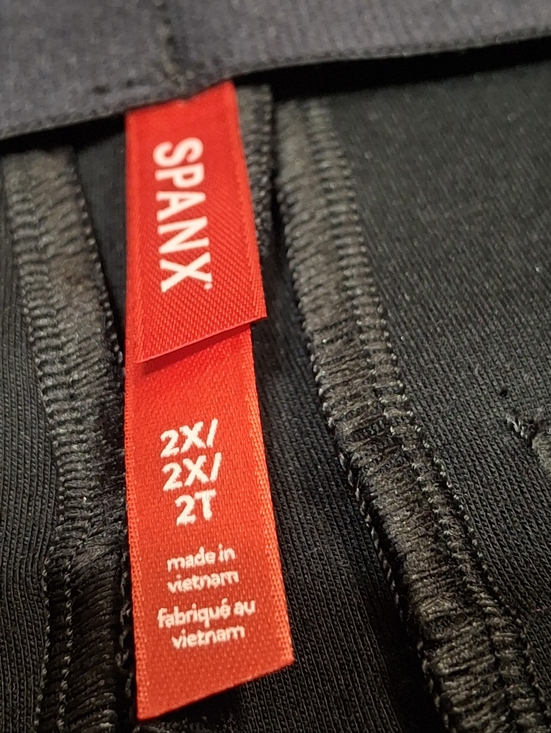 SPANX
2X/
2X/
2T
made in
vietnam
fabriqué au
vietnam